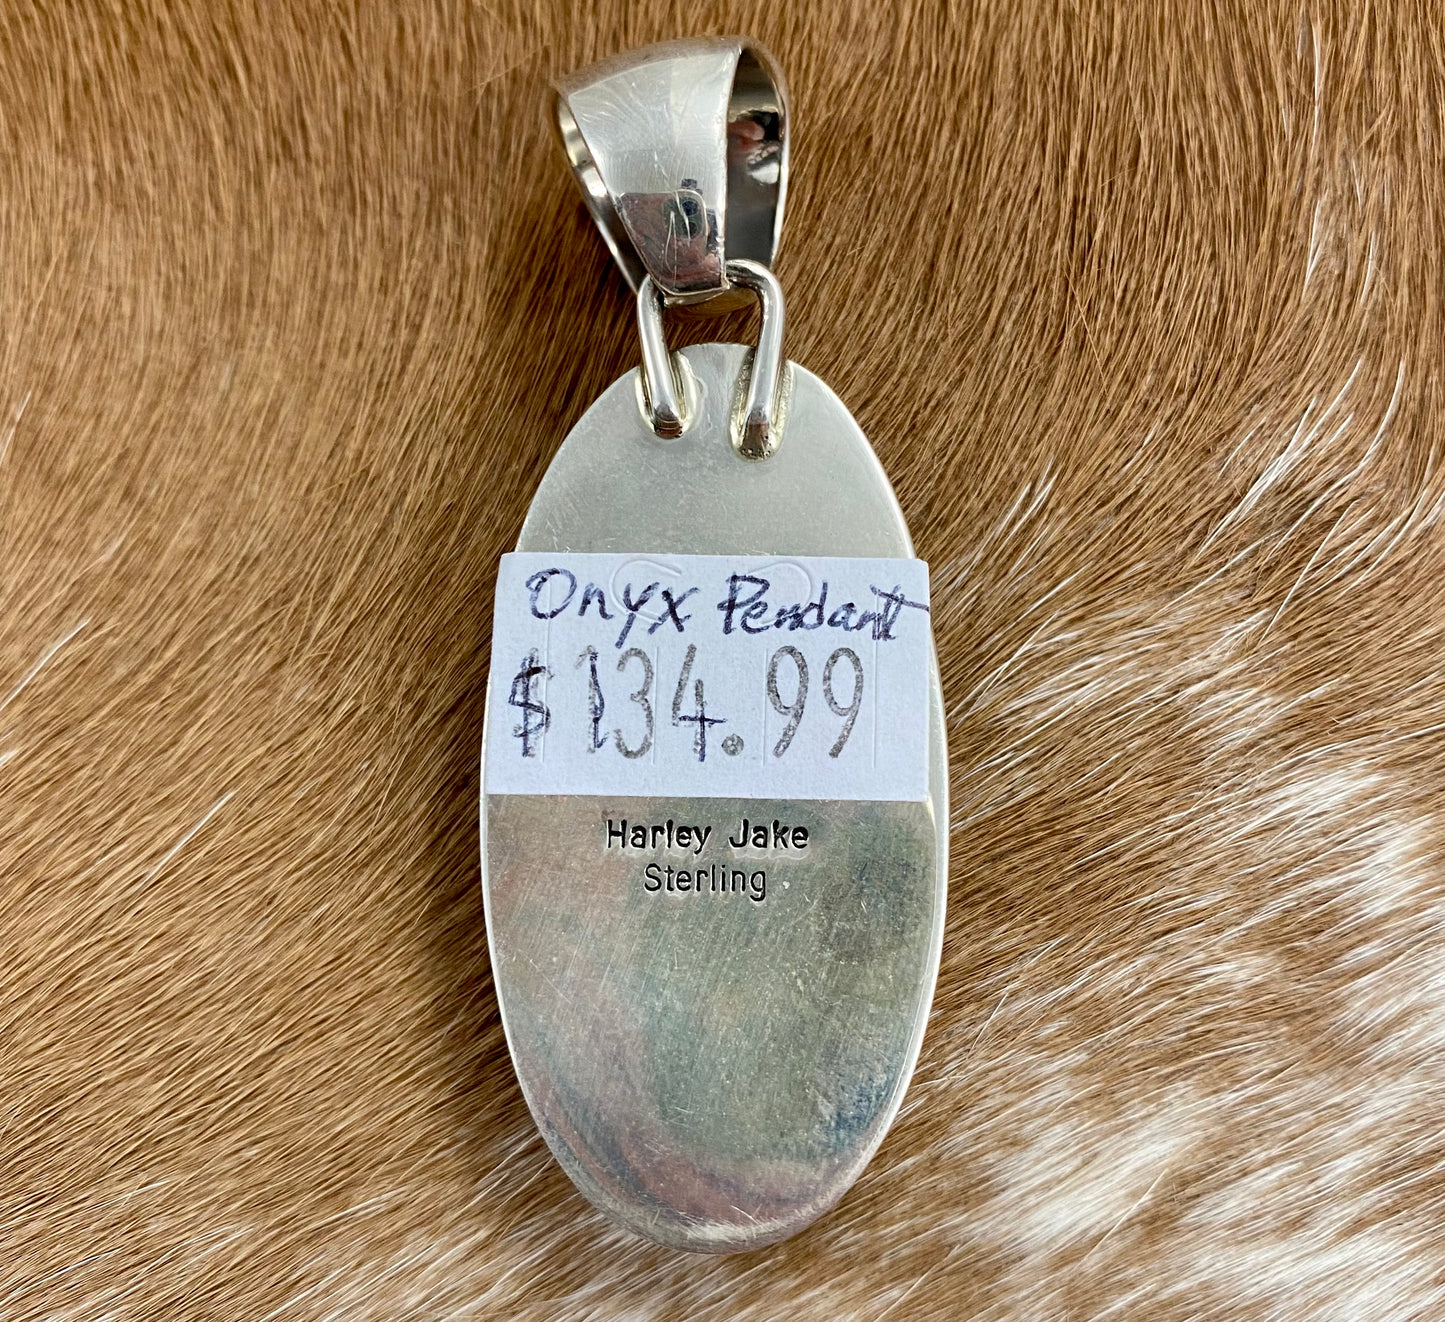 Onyx Pendant
$134.99
Harley Jake
Sterling